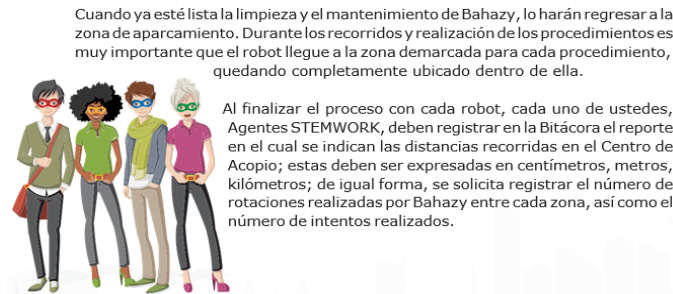 Cuando ya esté lista la limpieza y el mantenimiento de Bahazy, lo harán regresar a la
zona de aparcamiento. Durante los recorridos y realización de los procedimientos es
muy importante que el robot llegue a la zona demarcada para cada procedimiento,
quedando completamente ubicado dentro de ella.
Al finalizar el proceso con cada robot, cada uno de ustedes,
Agentes STEMWORK, deben registrar en la Bitácora el reporte
en el cual se indican las distancias recorridas en el Centro de
Acopio; estas deben ser expresadas en centímetros, metros,
kilómetros; de igual forma, se solicita registrar el número de
rotaciones realizadas por Bahazy entre cada zona, así como el
número de intentos realizados.